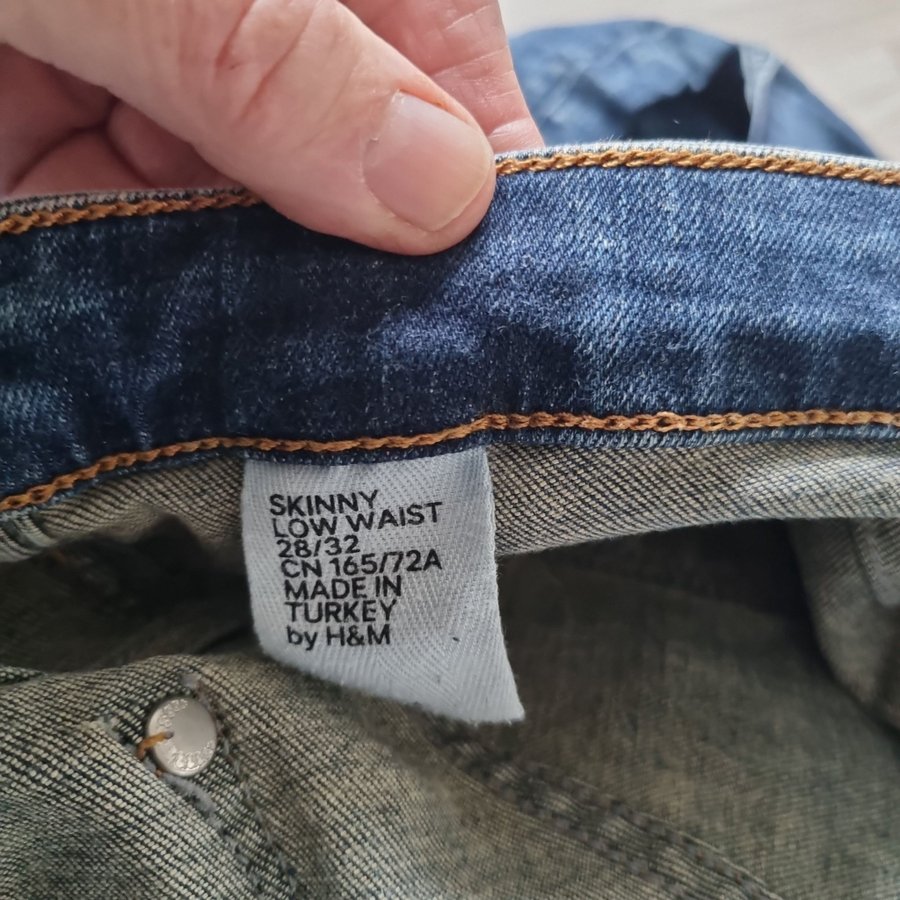 SKINNY
LOW WAIST
28/32
CN 165/72A
MADE IN
TURKEY
by H&M